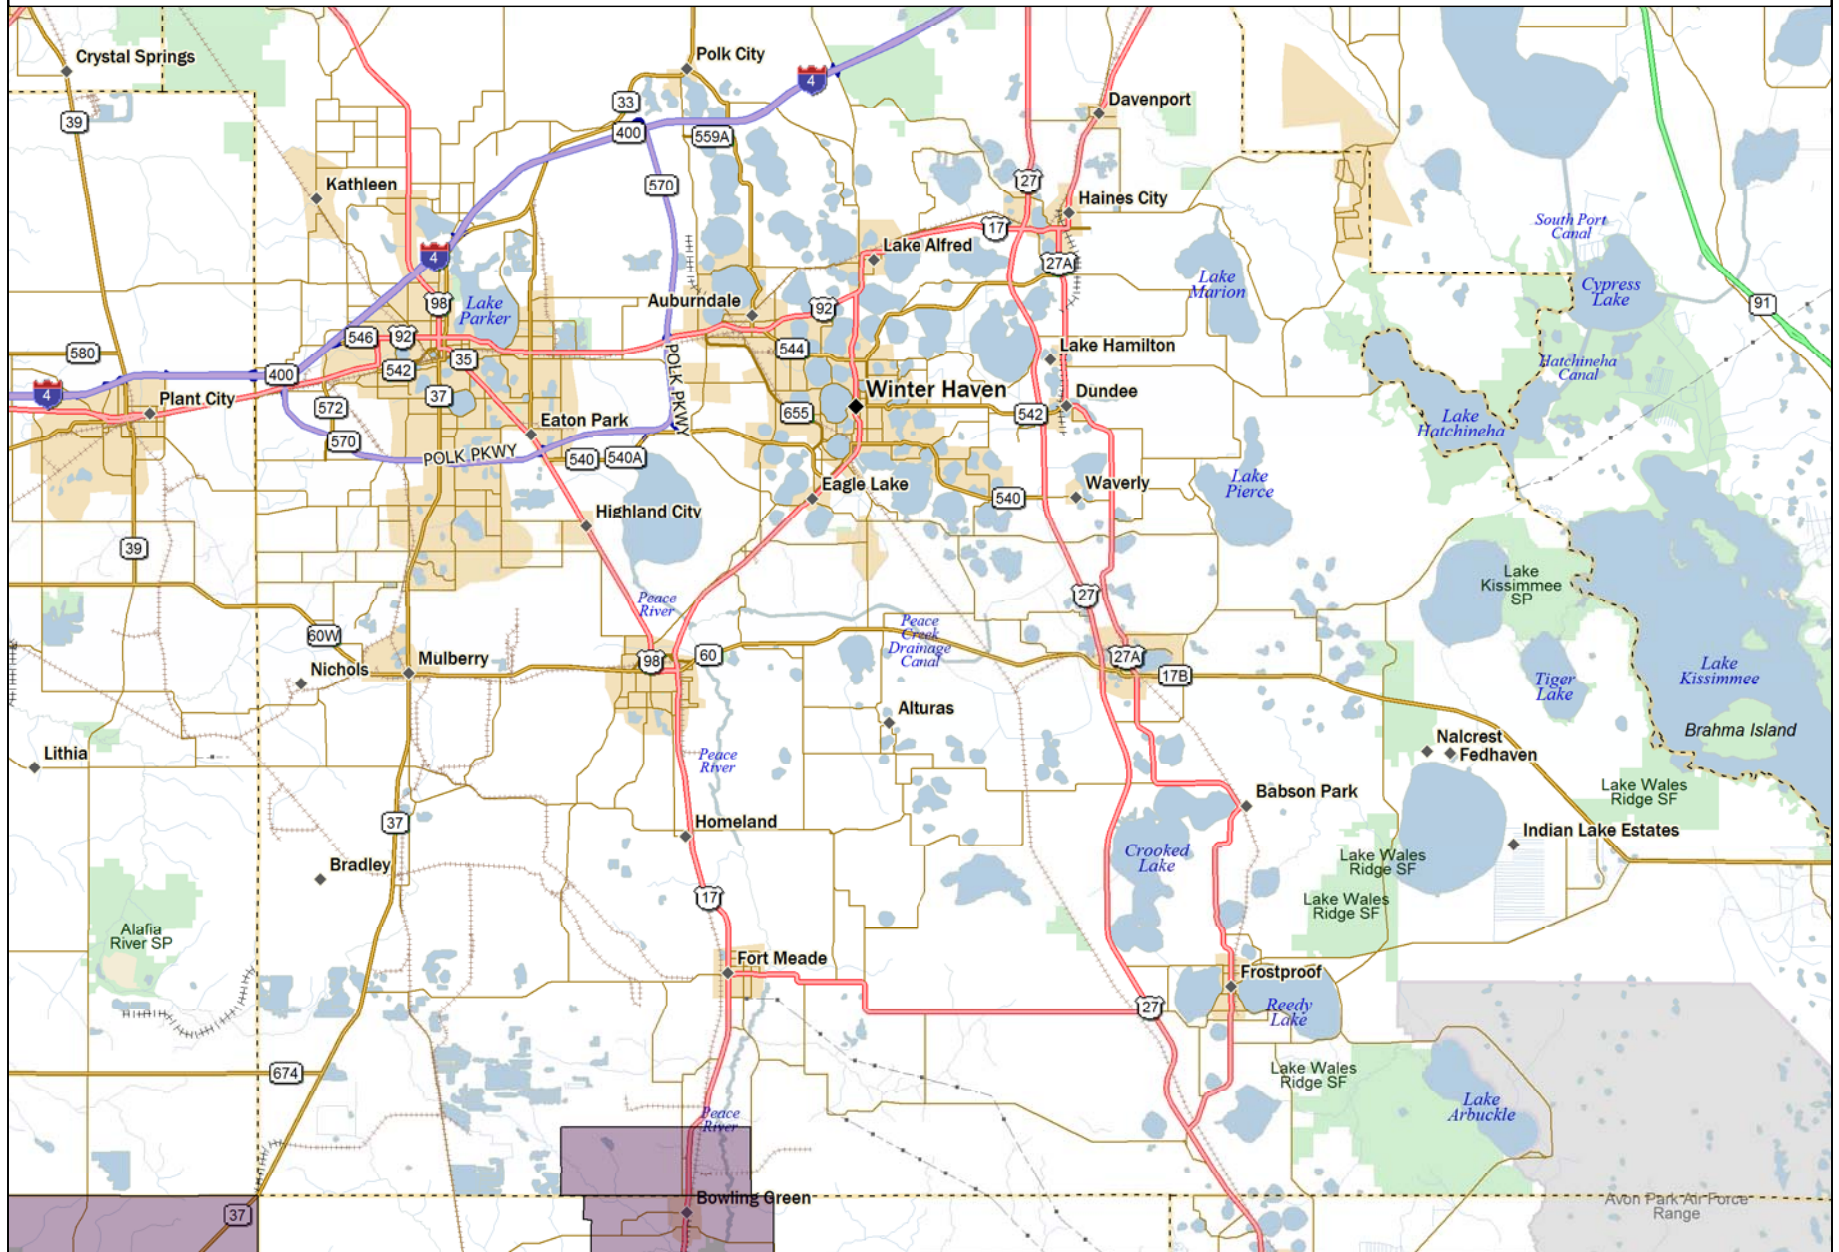 Crystal Springs
Polk City
4
Davenport
39
33
400
559A
Kathleen
570
27
Haines City
South Port
Canal
17
Lake Alfred
4
27A
Lake
Marion
Cypress
Lake
98
Lake
Parker
Auburndale
92
91
546
92
544
Lake Hamilton
580
35
POLK PKWY
Hatchineha
Canal
400
542
4
Plant City
37
Winter Haven
Dundee
572
655
542
Lake
Hatchineha
570
Eaton Park
POLK PKWY
540
540A
Eagle Lake
540
Waverly
Lake
Pierce
Highland City
39
Lake
Kissimmee
SP
Peace
River
27
60W
Peace
Creek
Drainage
Canal
Nichols
Mulberry
98
60
27A
17B
Tiger
Lake
Lake
Kissimmee
Alturas
Brahma Island
Lithia
Peace
River
Nalcrest
Fedhaven
Babson Park
Lake Wales
Ridge SF
37
Homeland
Indian Lake Estates
Bradley
Crooked
Lake
Lake Wales
Ridge SF
17
Lake Wales
Ridge SF
Alafia
River SP
Fort Meade
Frostproof
27
Reedy
Lake
674
Lake Wales
Ridge SF
Lake
Arbuckle
Peace
River
Bowling Green
37
Avon Park Air Force
Range